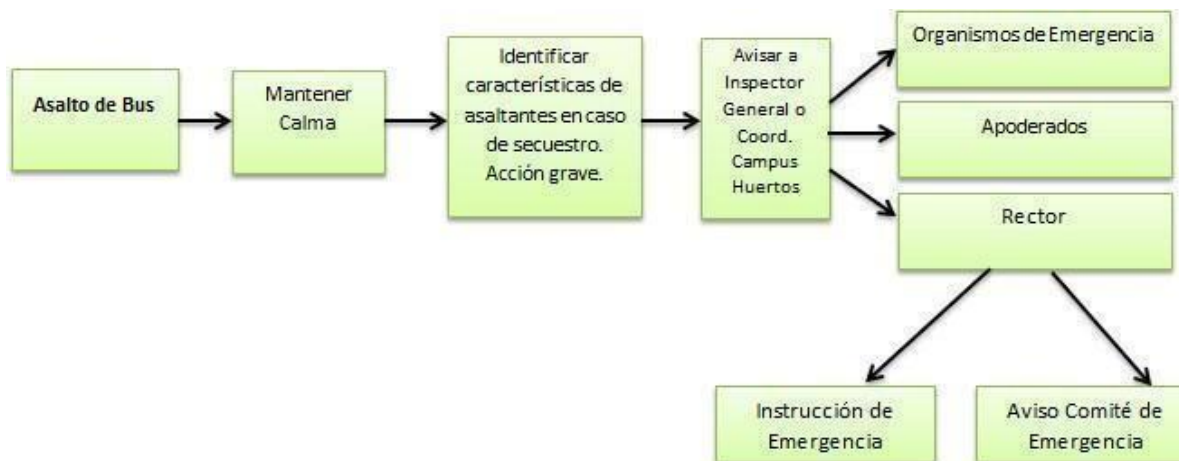 Asalto de Bus
Mantener
Calma
Identificar
características de
asaltantes en caso
de secuestro.
Acción grave.
Avisar a
Inspector
General o
Coord.
Campus
Huertos
Organismos de Emergencia
Apoderados
Rector
Instrucción de
Emergencia
Aviso Comité de
Emergencia